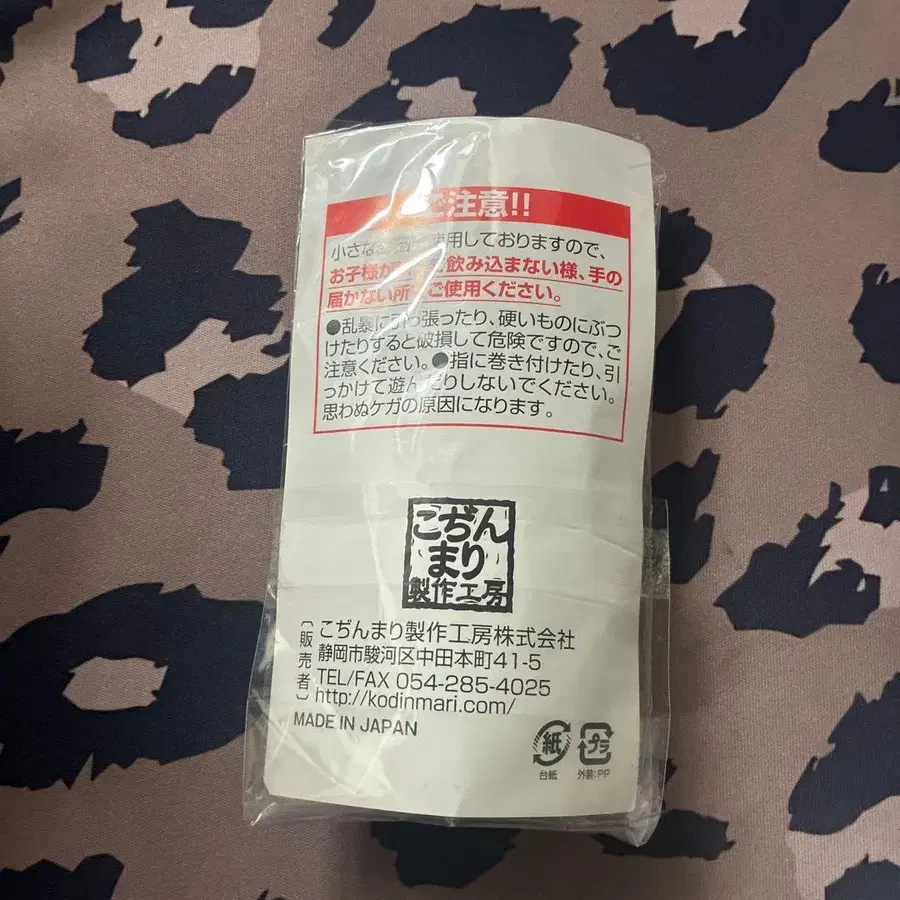 ご注意!!
小さな 使用しておりますので、
お子様が 飲み込まない様、手の
届かない所 ご使用ください。
●乱暴に引っ張ったり、硬いものにぶつ
けたりすると破損して危険ですので、ご
注意ください。●指に巻き付けたり、引
っかけて遊んだりしないでください。
思わぬケガの原因になります。
こぢん
まり
製作工房
〔販売者〕
こぢんまり製作工房株式会社
静岡市駿河区中田本町41-5
TEL/FAX 054-285-4025
http://kodinmari.com/
MADE IN JAPAN
紙 プラ
台紙 外装:PP